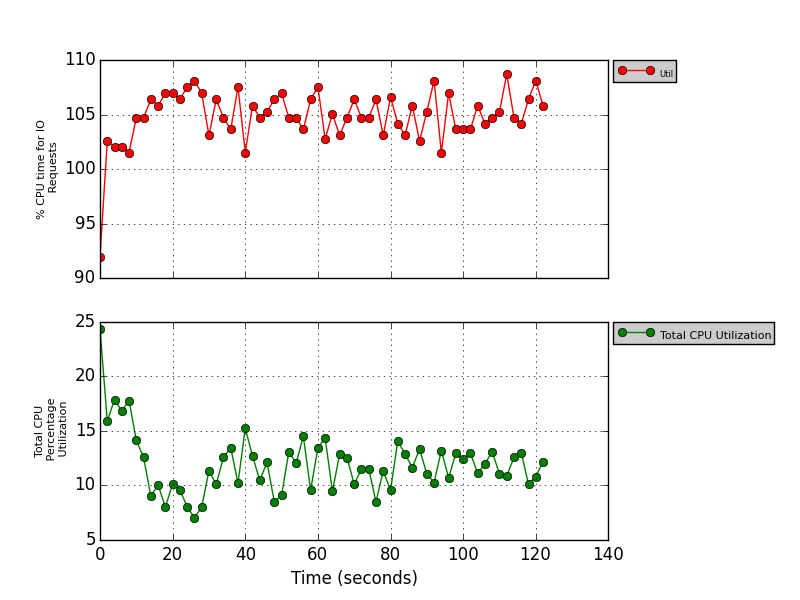 110
105
100
95
90
% CPU time for IO
Requests
Util
25
20
15
10
5
Total CPU
Percentage
Utilization
Total CPU Utilization
0 20 40 60 80 100 120 140
Time (seconds)